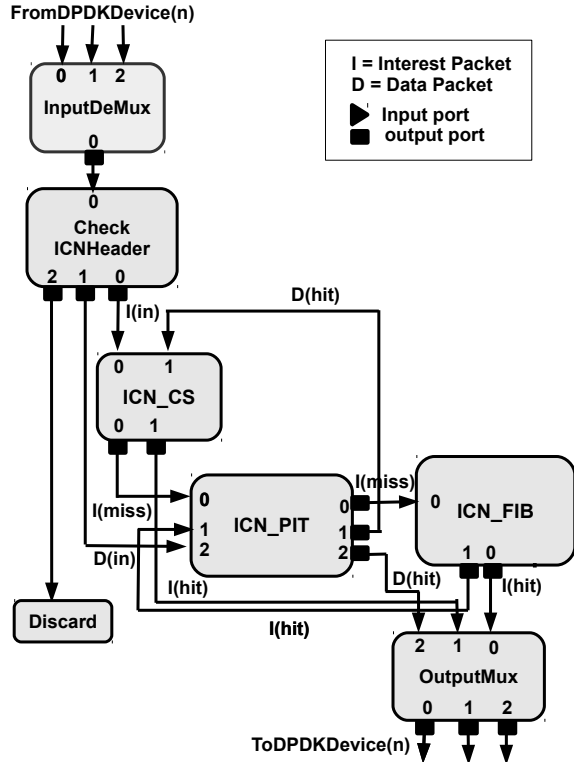 FromDPDKDevice(n)
0 1 2
InputDeMux
0
I = Interest Packet
D = Data Packet
Input port
output port
0
Check
ICNHeader
2 1 0
I(in)
D(hit)
0 1
ICN_CS
0 1
I(miss)
D(in)
I(hit)
0
1
2
ICN_PIT
0
1
2
I(miss)
D(hit)
0
ICN_FIB
1 0
I(hit)
I(hit)
Discard
2 1 0
OutputMux
0 1 2
ToDPDKDevice(n)